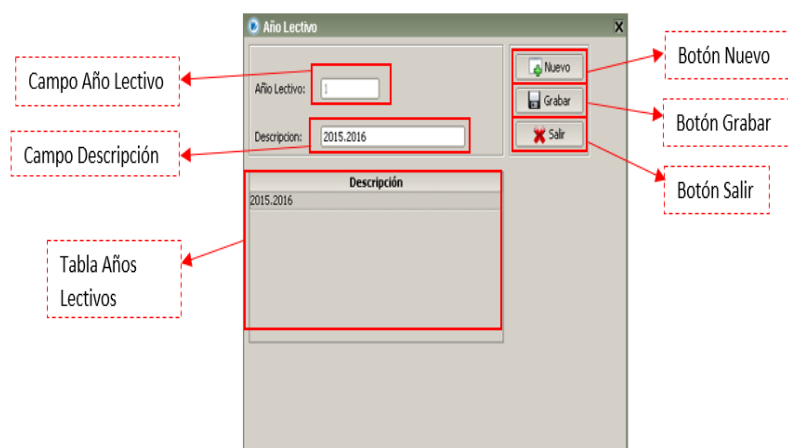 Año Lectivo
X
Campo Año Lectivo
Año Lectivo:
1
Nuevo
Botón Nuevo
Grabar
Botón Grabar
Campo Descripción
Descripcion:
2015.2016
Salir
Botón Salir
Descripción
2015.2016
Tabla Años
Lectivos